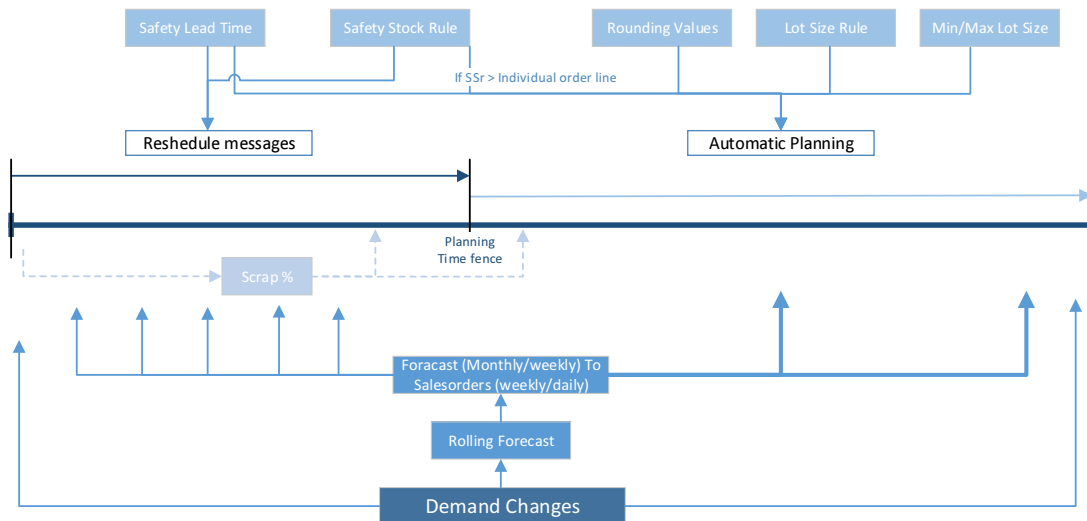 Safety Lead Time
Safety Stock Rule
Rounding Values
Lot Size Rule
Min/Max Lot Size
If SSr > Individual order line
Reshedule messages
Automatic Planning
Planning
Time fence
Scrap %
Foracast (Monthly/weekly) To
Salesorders (weekly/daily)
Rolling Forecast
Demand Changes